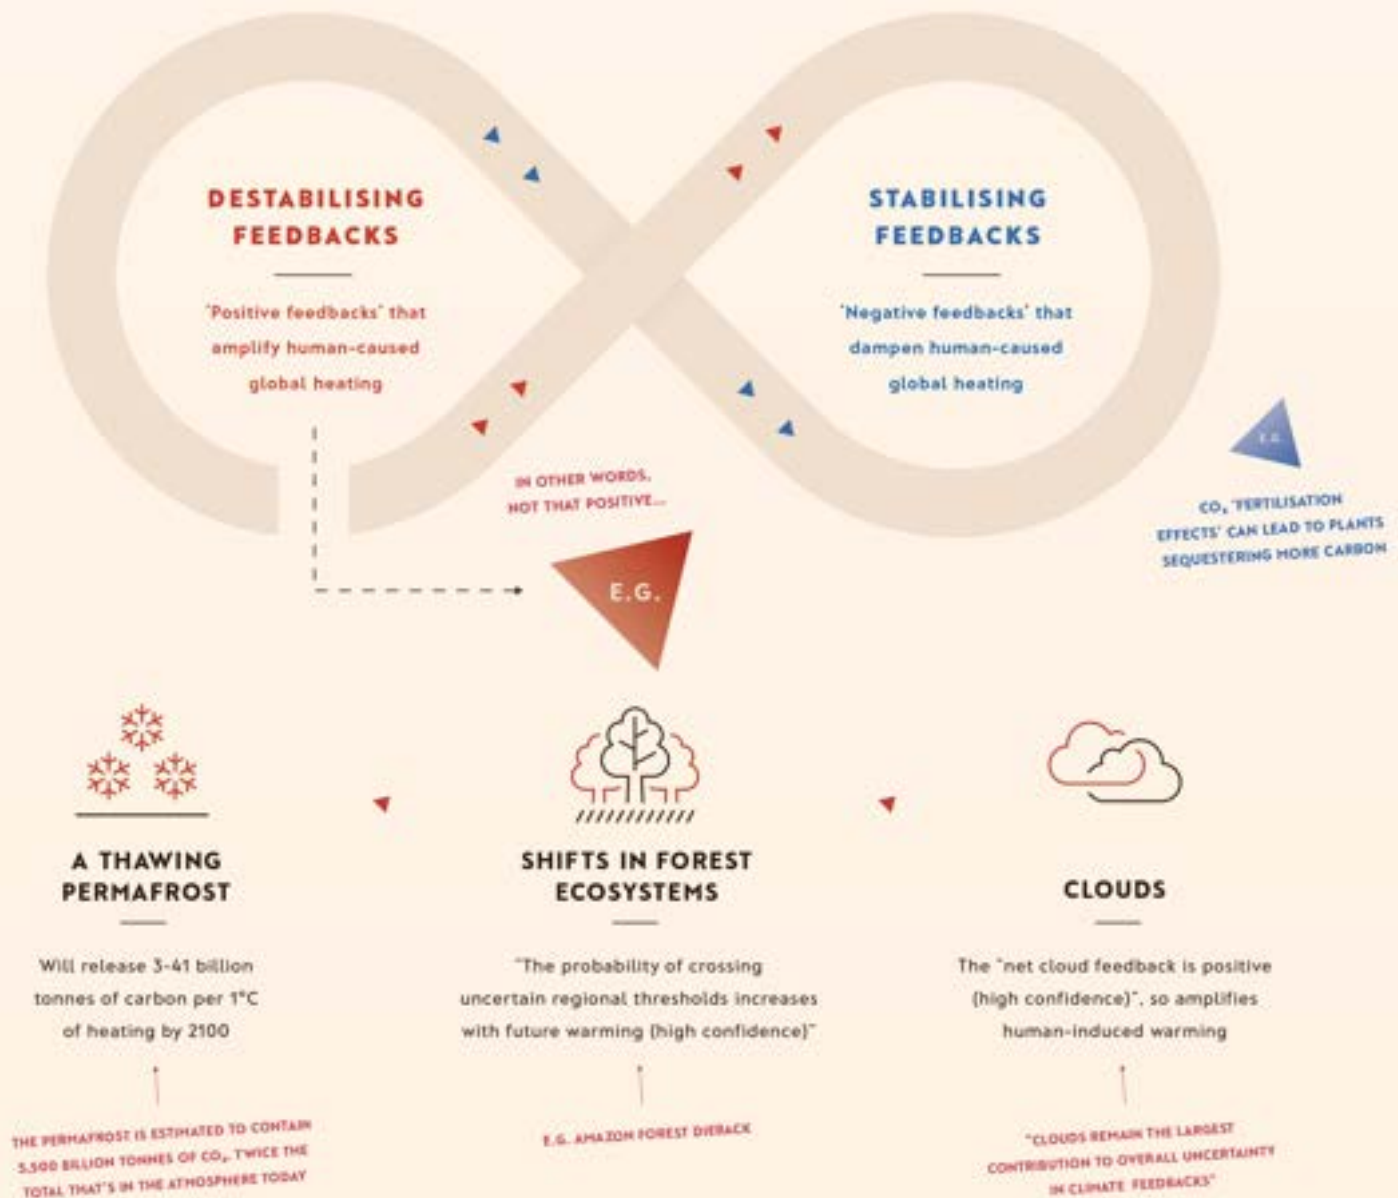 DESTABILISING
FEEDBACKS
'Positive feedbacks' that
amplify human-caused
global heating
STABILISING
FEEDBACKS
'Negative feedbacks' that
dampen human-caused
global heating
IN OTHER WORDS,
NOT THAT POSITIVE...
E.G.
E.G.
CO₂ 'FERTILISATION
EFFECTS' CAN LEAD TO PLANTS
SEQUESTERING MORE CARBON
A THAWING
PERMAFROST
Will release 3-41 billion
tonnes of carbon per 1°C
of heating by 2100
THE PERMAFROST IS ESTIMATED TO CONTAIN
5,500 BILLION TONNES OF CO₂, TWICE THE
TOTAL THAT'S IN THE ATMOSPHERE TODAY
SHIFTS IN FOREST
ECOSYSTEMS
"The probability of crossing
uncertain regional thresholds increases
with future warming (high confidence)"
E.G. AMAZON FOREST DIEBACK
CLOUDS
The "net cloud feedback is positive
(high confidence)", so amplifies
human-induced warming
"CLOUDS REMAIN THE LARGEST
CONTRIBUTION TO OVERALL UNCERTAINTY
IN CLIMATE FEEDBACKS"